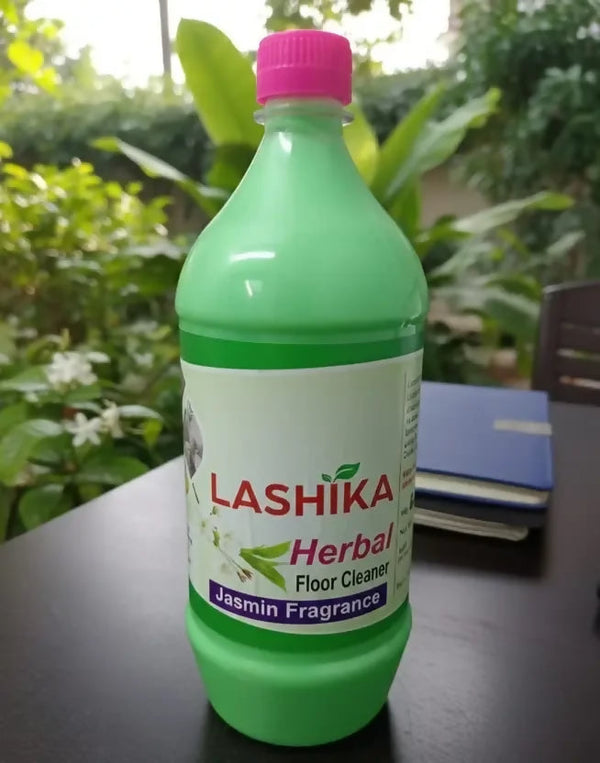 LASHIKA
Herbal
Floor Cleaner
Jasmin Fragrance